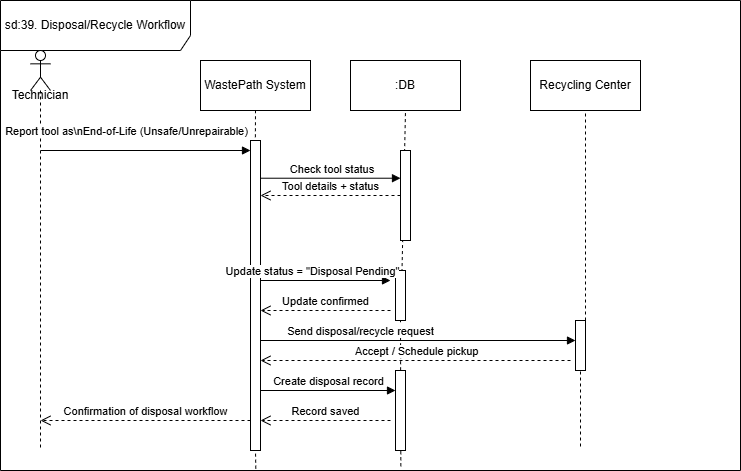 sd:39. Disposal/Recycle Workflow
Technician
WastePath System
:DB
Recycling Center
Report tool as\nEnd-of-Life (Unsafe/Unrepairable)
Check tool status
Tool details + status
Update status = "Disposal Pending"
Update confirmed
Send disposal/recycle request
Accept / Schedule pickup
Create disposal record
Confirmation of disposal workflow
Record saved